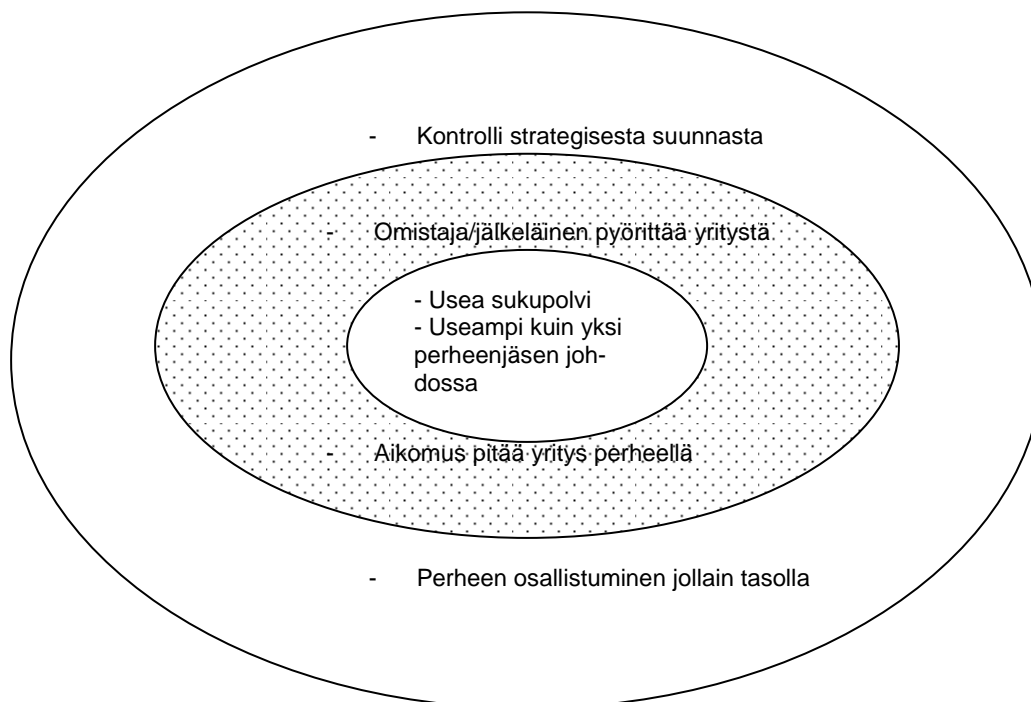 - Kontrolli strategisesta suunnasta
- Omistaja/jälkeläinen pyörittää yritystä
- Usea sukupolvi
- Useampi kuin yksi
perheenjäsen joh-
dossa
- Aikomus pitää yritys perheellä
- Perheen osallistuminen jollain tasolla